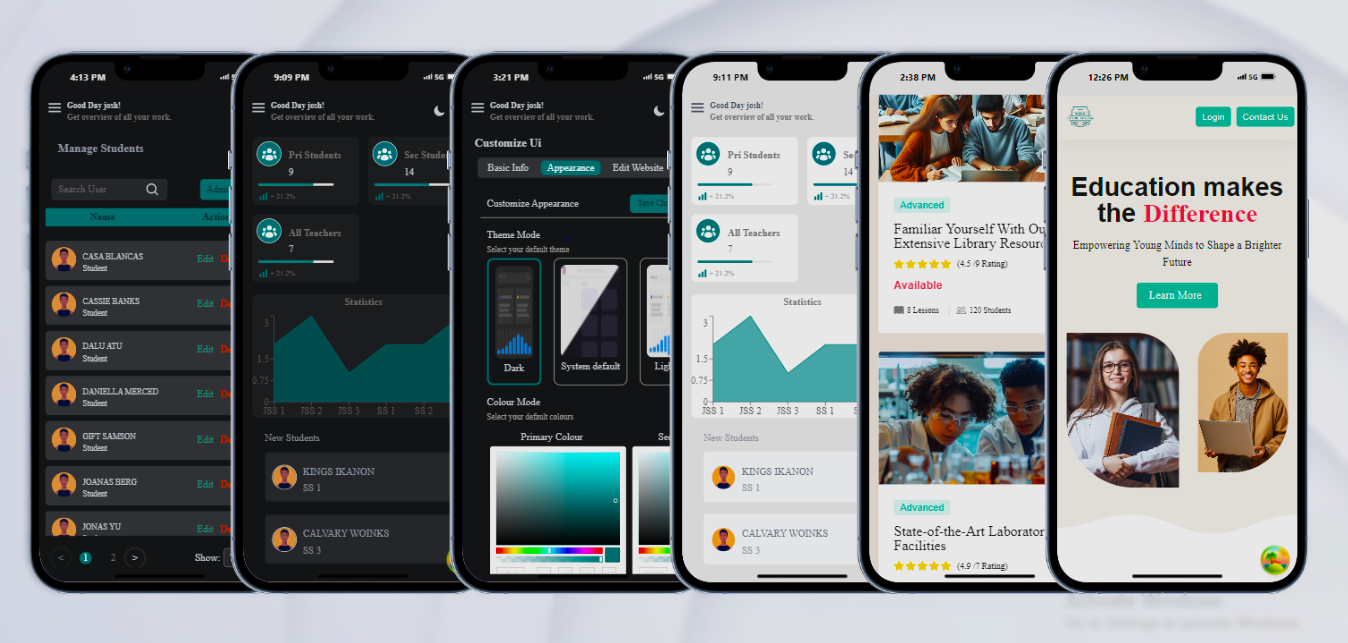 4:13 PM
Good Day josh!
Get overview of all your work.
Manage Students
Search User
Name
CASA BLANCAS
Student
Edit
CASSIE BANKS
Student
Edit
DALU ATU
Student
Edit
DANIELLA MERCED
Student
Edit
GIFT SAMSON
Student
Edit
JOANAS BERG
Student
Edit
JONAS YU
Student
Edit
< 1 2 > Show:
9:09 PM 5G
Good Day josh!
Get overview of all your work.
Pri Students
9
+ 21.2%
Sec Stude
14
+ 21.2%
All Teachers
7
+ 21.2%
Statistics
3
1.5
0.75
0
JSS 1 JSS 2 JSS 3 SS 1 SS 2
New Students
KINGS IKANON
SS 1
CALVARY WOINKS
SS 3
3:21 PM 5G
Good Day josh!
Get overview of all your work.
Customize Ui
Basic Info Appearance Edit Website
Customize Appearance Save Cha
Theme Mode
Select your default theme
Dark System default Lig
Colour Mode
Select your default colours
Primary Colour Se
9:11 PM
Good Day josh!
Get overview of all your work.
Pri Students
9
+ 21.2%
Se
14
+ 21.2%
All Teachers
7
+ 21.2%
Statistics
3
1.5
0.75
0
JSS 1 JSS 2 JSS 3 SS 1 S
New Students
KINGS IKANON
SS 1
CALVARY WOINKS
SS 3
2:38 PM
Advanced
Familiar Yourself With Ou
Extensive Library Resourc
(4.5 /9 Rating)
Available
8 Lessons 120 Students
Advanced
State-of-the-Art Laborator
Facilities
(4.9 /7 Rating)
12:26 PM 5G
Login Contact Us
Education makes
the Difference
Empowering Young Minds to Shape a Brighter
Future
Learn More
Activate Windows
Go to Settings to activate Windows.